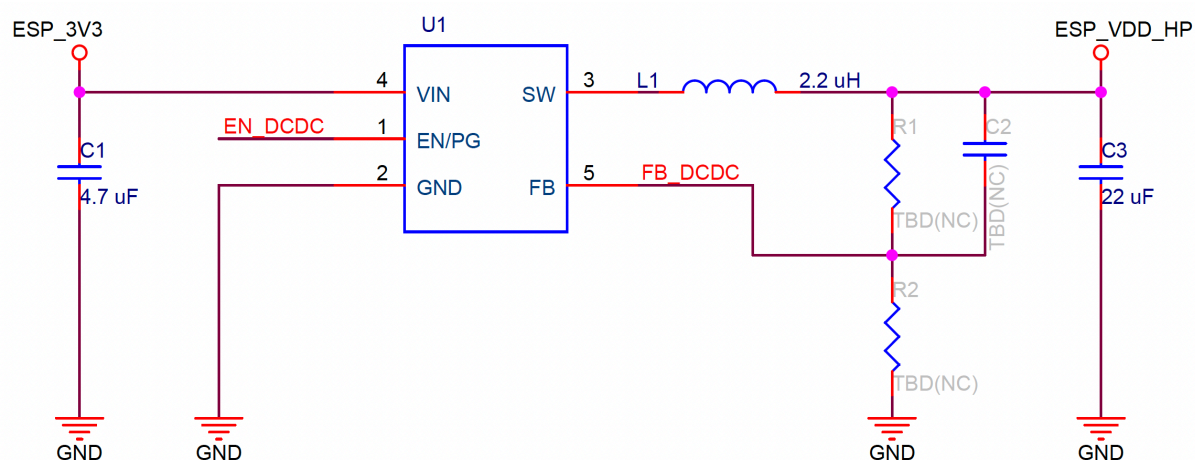 U1
ESP_3V3
ESP_VDD_HP
4
VIN
SW
3
L1
2.2 uH
EN_DCDC
1
EN/PG
R1
C2
C1
4.7 uF
2
GND
FB
5
FB_DCDC
C3
22 uF
TBD(NC)
TBD(NC)
R2
TBD(NC)
GND
GND
GND
GND